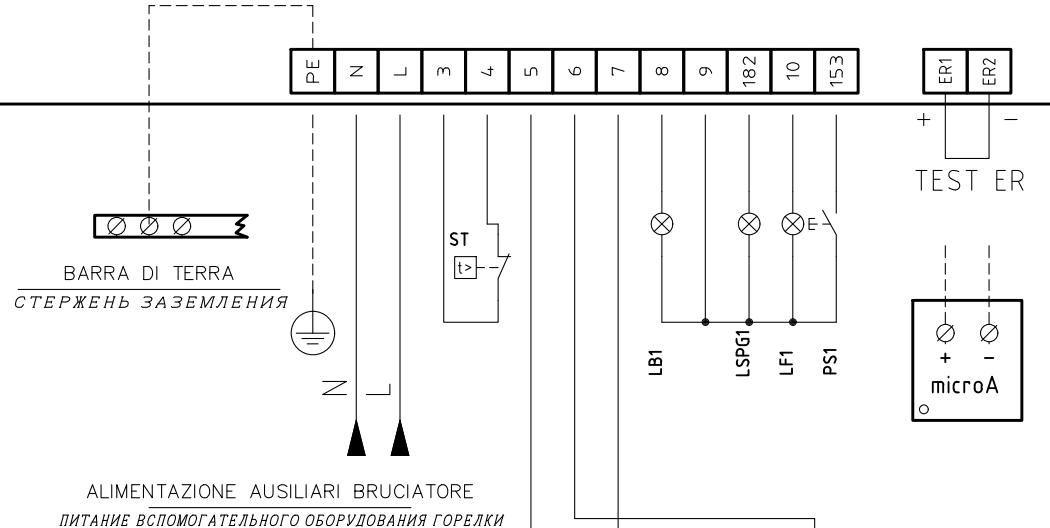 PE N L 3 4 5 6 7 8 9 182 10 153 ER1 ER2
+ −
TEST ER
ST
t>
E
BARRA DI TERRA
СТЕРЖЕНЬ ЗАЗЕМЛЕНИЯ
LB1 LSPG1 LF1 PS1
+ −
microA
N L
ALIMENTAZIONE AUSILIARI BRUCIATORE
ПИТАНИЕ ВСПОМОГАТЕЛЬНОГО ОБОРУДОВАНИЯ ГОРЕЛКИ